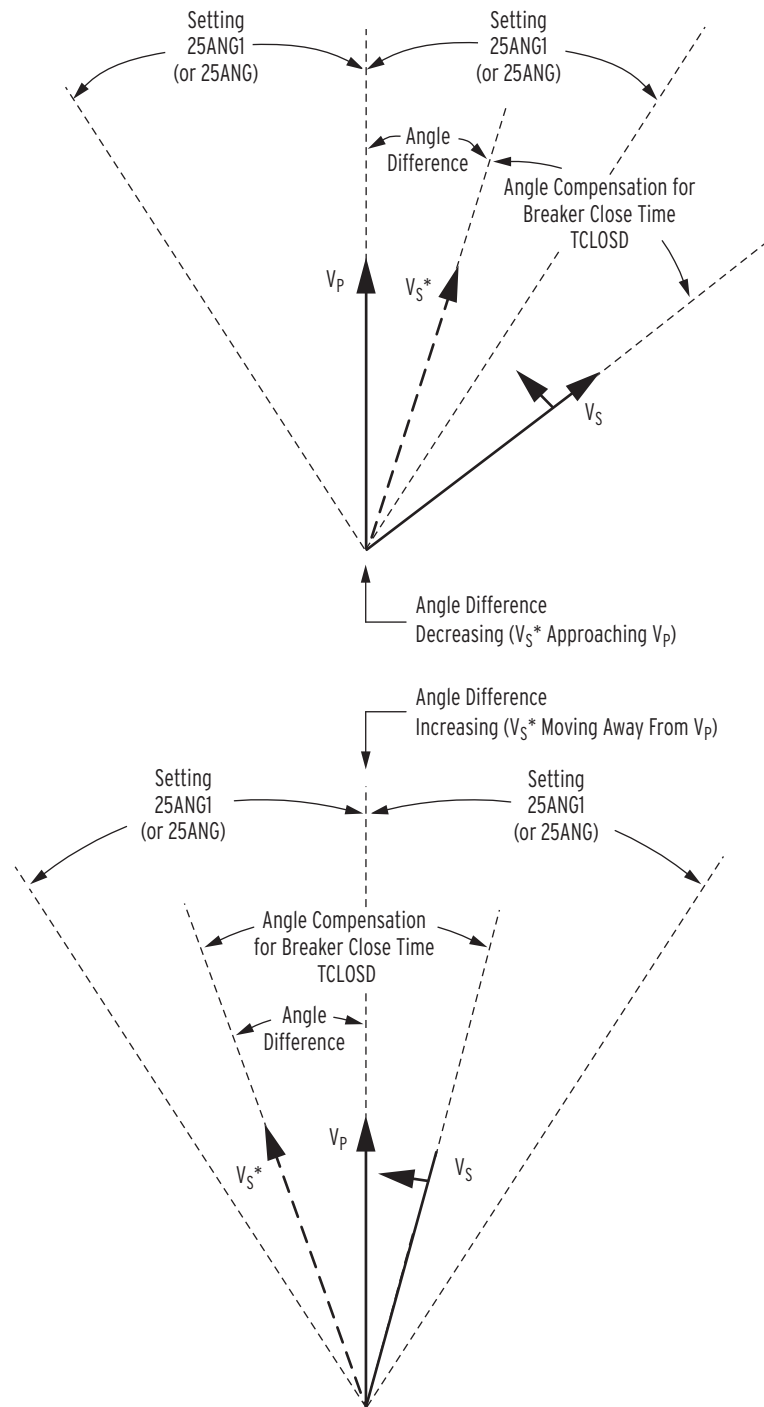 Setting
25ANG1
(or 25ANG)
Setting
25ANG1
(or 25ANG)
Angle
Difference
Angle Compensation for
Breaker Close Time
TCLOSD
VP
VS*
VS
Angle Difference
Decreasing (VS* Approaching VP)
Angle Difference
Increasing (VS* Moving Away From VP)
Setting
25ANG1
(or 25ANG)
Setting
25ANG1
(or 25ANG)
Angle Compensation
for Breaker Close Time
TCLOSD
Angle
Difference
VP
VS*
VS